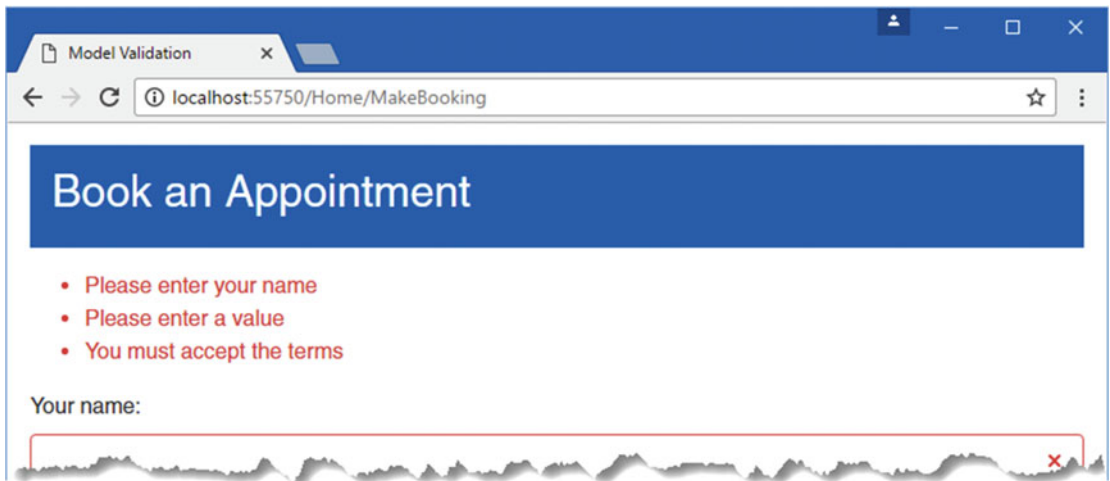 Model Validation
localhost:55750/Home/MakeBooking
Book an Appointment
• Please enter your name
• Please enter a value
• You must accept the terms
Your name: